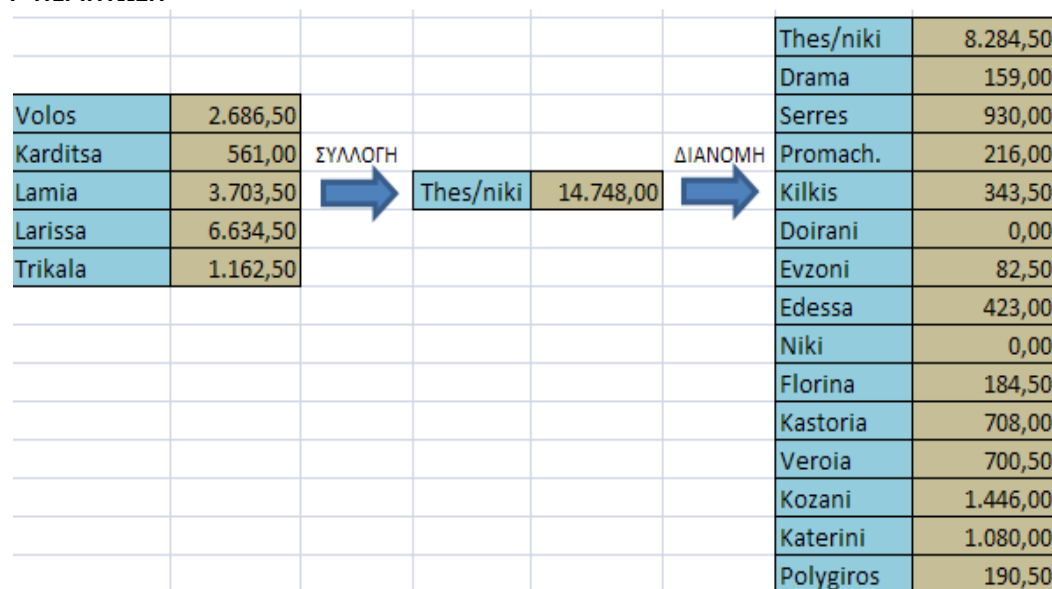 Thes/niki 8.284,50
Drama 159,00
Volos 2.686,50 Serres 930,00
Karditsa 561,00 ΣΥΛΛΟΓΗ ΔΙΑΝΟΜΗ Promach. 216,00
Lamia 3.703,50 Thes/niki 14.748,00 Kilkis 343,50
Larissa 6.634,50 Doirani 0,00
Trikala 1.162,50 Evzoni 82,50
Edessa 423,00
Niki 0,00
Florina 184,50
Kastoria 708,00
Veroia 700,50
Kozani 1.446,00
Katerini 1.080,00
Polygiros 190,50